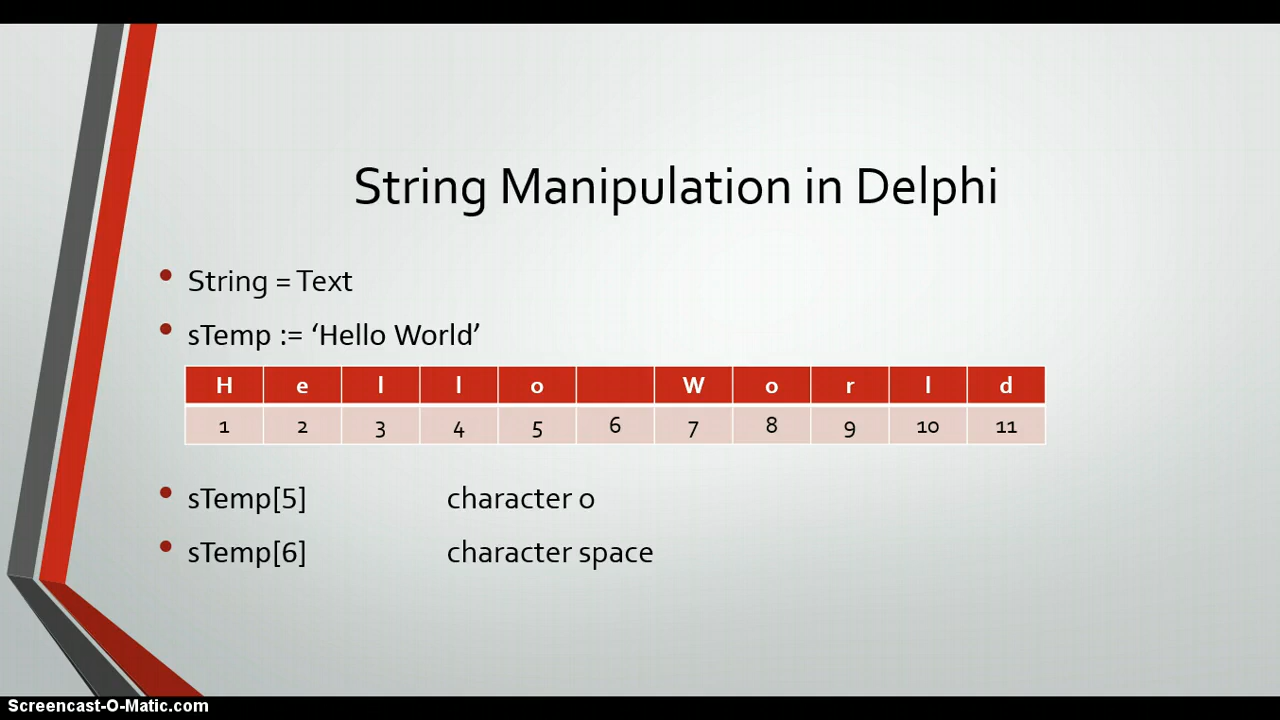 String Manipulation in Delphi
• String = Text
• sTemp := ‘Hello World’
H e l l o W o r l d
1 2 3 4 5 6 7 8 9 10 11
• sTemp[5] character o
• sTemp[6] character space
Screencast-O-Matic.com